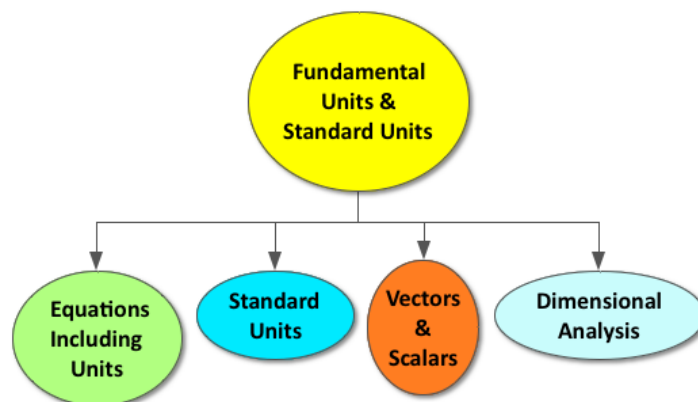 Fundamental
Units &
Standard Units
Equations
Including
Units
Standard
Units
Vectors
&
Scalars
Dimensional
Analysis